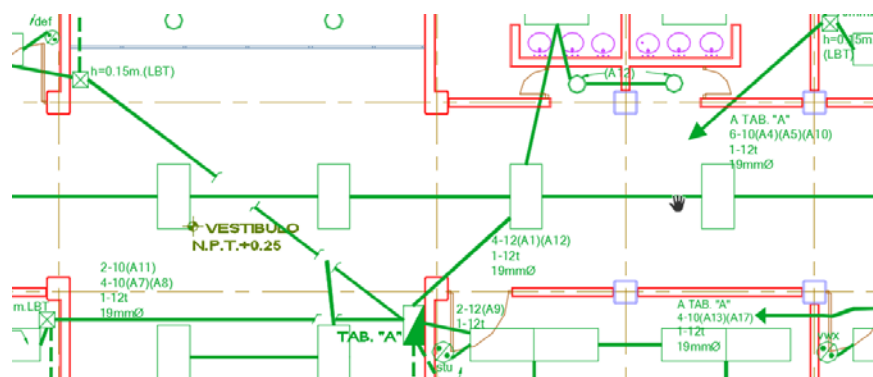 def
h=0.15m.(LBT)
(A12)
h=0.15m
(LBT)
A TAB. "A"
6-10(A4)(A5)(A10)
1-12t
19mmØ
VESTIBULO
N.P.T.+0.25
4-12(A1)(A12)
1-12t
19mmØ
2-10(A11)
4-10(A7)(A8)
1-12t
19mmØ
m.LBT
TAB. "A"
2-12(A9)
1-12t
stu
A TAB. "A"
4-10(A13)(A17)
1-12t
19mmØ
vwx